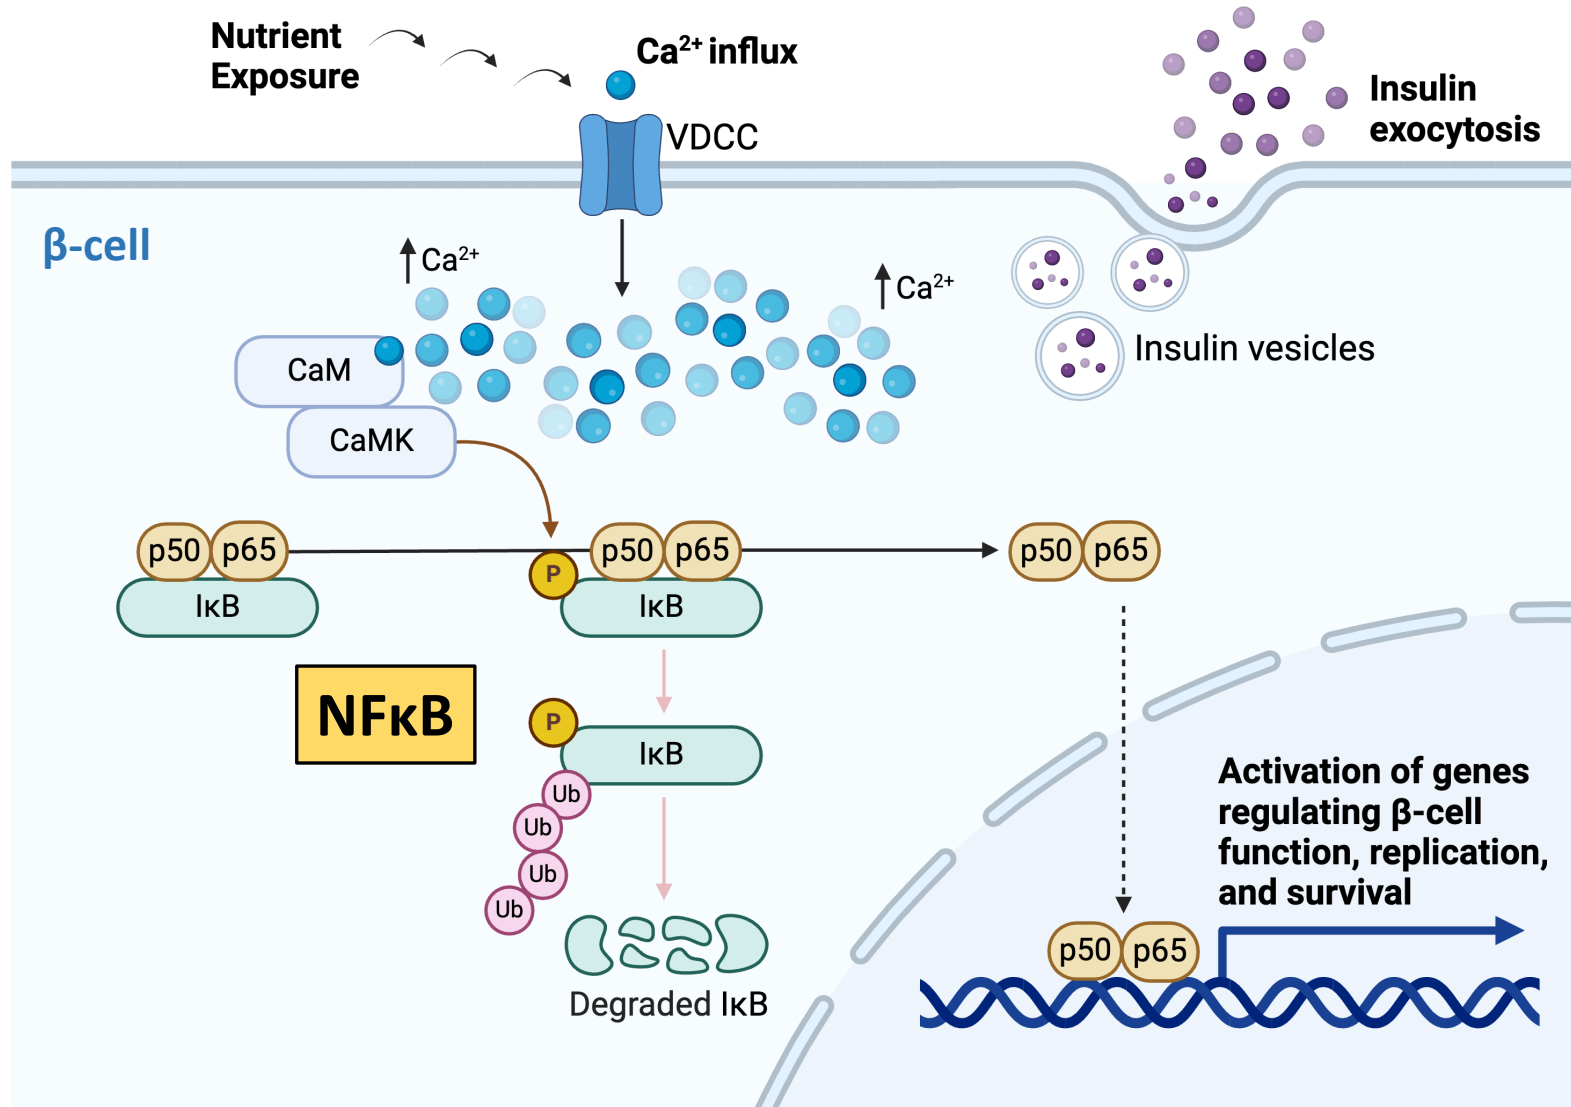 Nutrient
Exposure
Ca²⁺ influx
VDCC
Insulin
exocytosis
β-cell
Ca²⁺
Ca²⁺
Insulin vesicles
CaM
CaMK
p50 p65
IκB
P
p50 p65
IκB
p50 p65
NFκB
P
IκB
Ub
Ub
Ub
Ub
Degraded IκB
Activation of genes
regulating β-cell
function, replication,
and survival
p50 p65